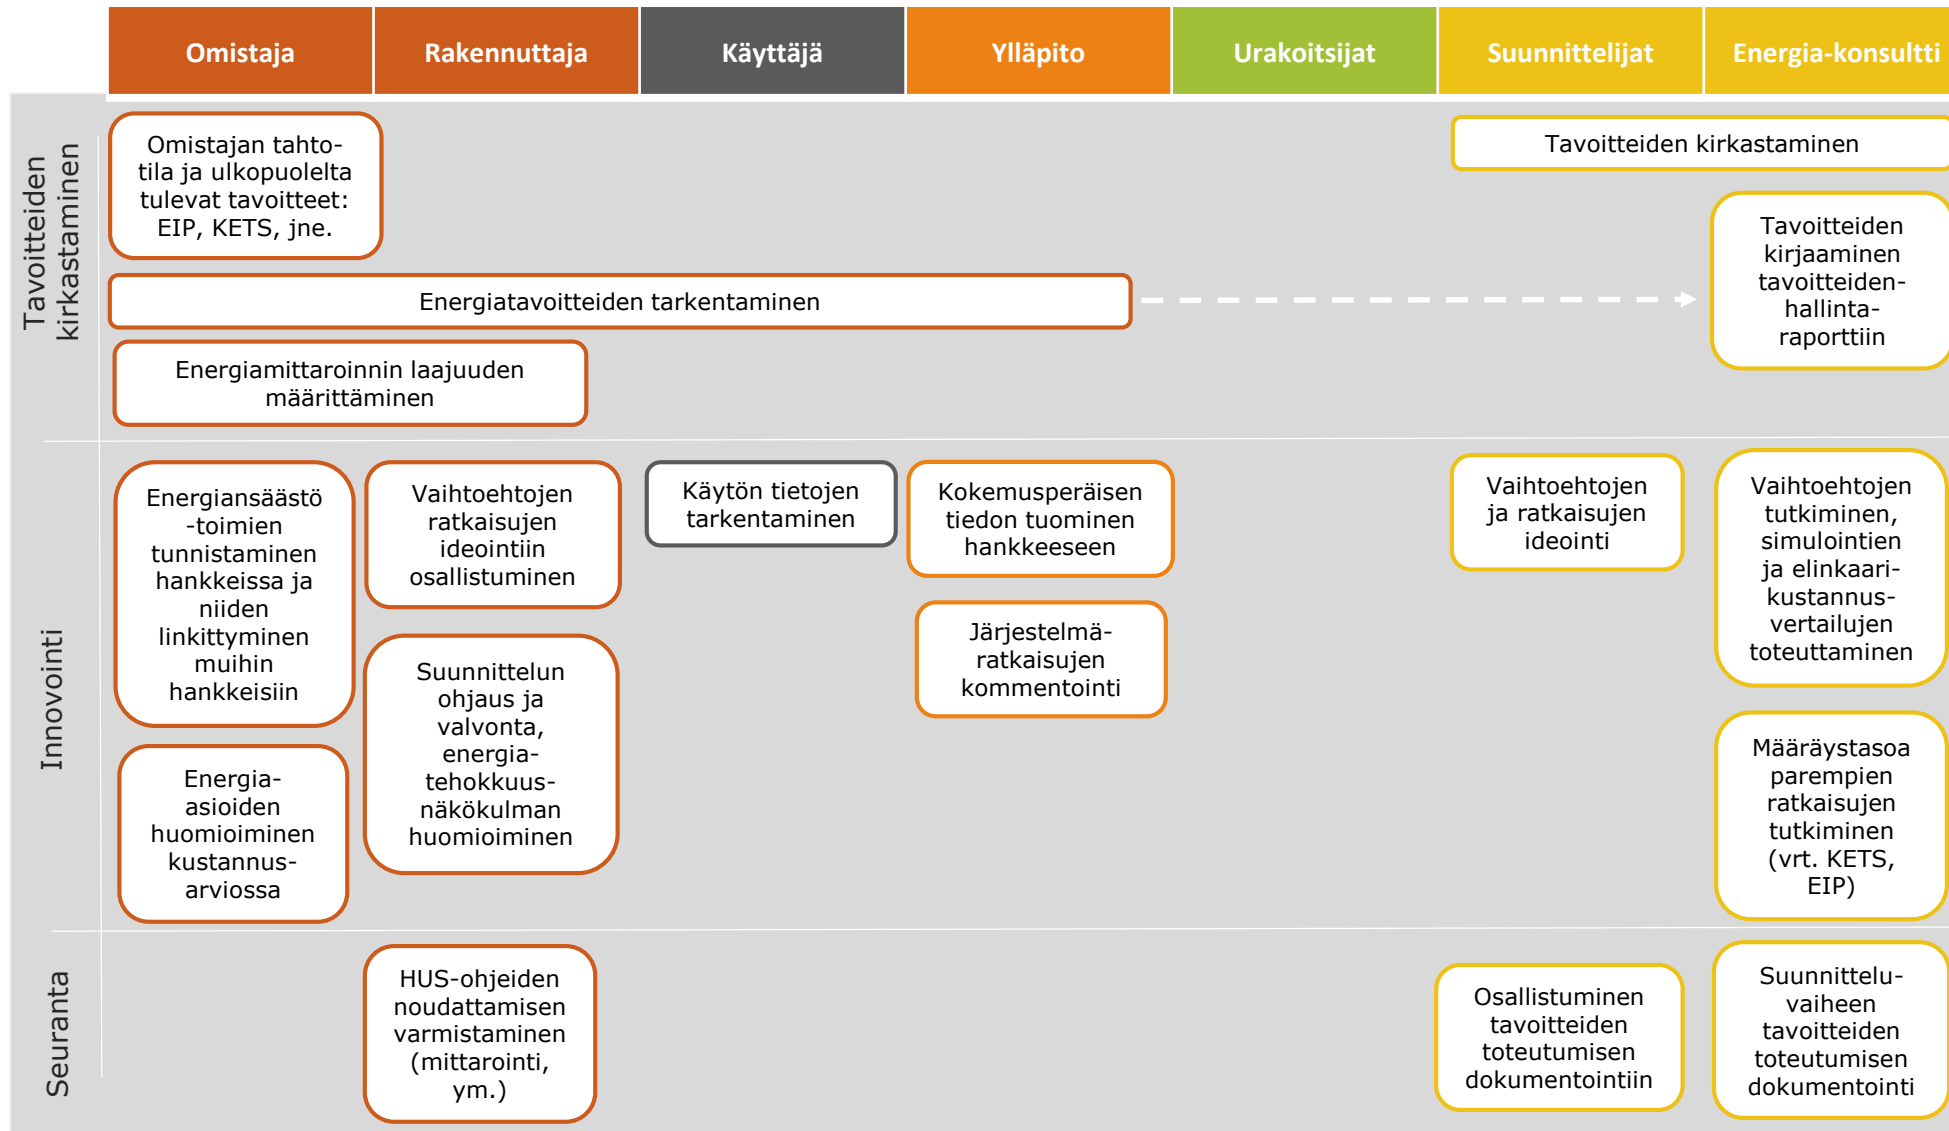 Omistaja
Rakennuttaja
Käyttäjä
Ylläpito
Urakoitsijat
Suunnittelijat
Energia-konsultti
Tavoitteiden
kirkastaminen
Omistajan tahto-
tila ja ulkopuolelta
tulevat tavoitteet:
EIP, KETS, jne.
Tavoitteiden kirkastaminen
Energiatavoitteiden tarkentaminen
Tavoitteiden
kirjaaminen
tavoitteiden-
hallinta-
raporttiin
Energiamittaroinnin laajuuden
määrittäminen
Innovointi
Energiansäästö
-toimien
tunnistaminen
hankkeissa ja
niiden
linkittyminen
muihin
hankkeisiin
Energia-
asioiden
huomioiminen
kustannus-
arviossa
Vaihtoehtojen
ratkaisujen
ideointiin
osallistuminen
Suunnittelun
ohjaus ja
valvonta,
energia-
tehokkuus-
näkökulman
huomioiminen
Käytön tietojen
tarkentaminen
Kokemusperäisen
tiedon tuominen
hankkeeseen
Järjestelmä-
ratkaisujen
kommentointi
Vaihtoehtojen
ja ratkaisujen
ideointi
Vaihtoehtojen
tutkiminen,
simulointien
ja elinkaari-
kustannus-
vertailujen
toteuttaminen
Määräystasoa
parempien
ratkaisujen
tutkiminen
(vrt. KETS,
EIP)
Seuranta
HUS-ohjeiden
noudattamisen
varmistaminen
(mittarointi,
ym.)
Osallistuminen
tavoitteiden
toteutumisen
dokumentointiin
Suunnittelu-
vaiheen
tavoitteiden
toteutumisen
dokumentointi